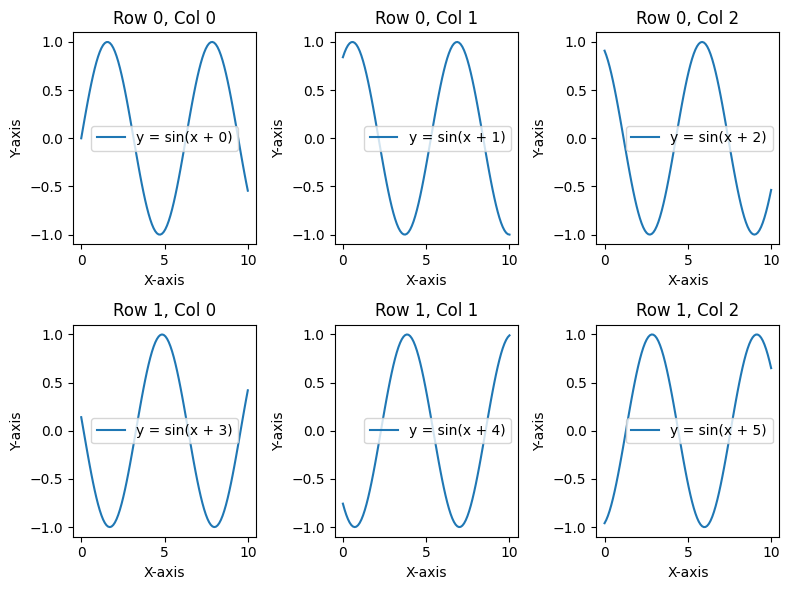 Row 0, Col 0
Row 0, Col 1
Row 0, Col 2
1.0
0.5
0.0
−0.5
−1.0
Y-axis
y = sin(x + 0)
0
5
10
X-axis
1.0
0.5
0.0
−0.5
−1.0
Y-axis
y = sin(x + 1)
0
5
10
X-axis
1.0
0.5
0.0
−0.5
−1.0
Y-axis
y = sin(x + 2)
0
5
10
X-axis
Row 1, Col 0
Row 1, Col 1
Row 1, Col 2
1.0
0.5
0.0
−0.5
−1.0
Y-axis
y = sin(x + 3)
0
5
10
X-axis
1.0
0.5
0.0
−0.5
−1.0
Y-axis
y = sin(x + 4)
0
5
10
X-axis
1.0
0.5
0.0
−0.5
−1.0
Y-axis
y = sin(x + 5)
0
5
10
X-axis